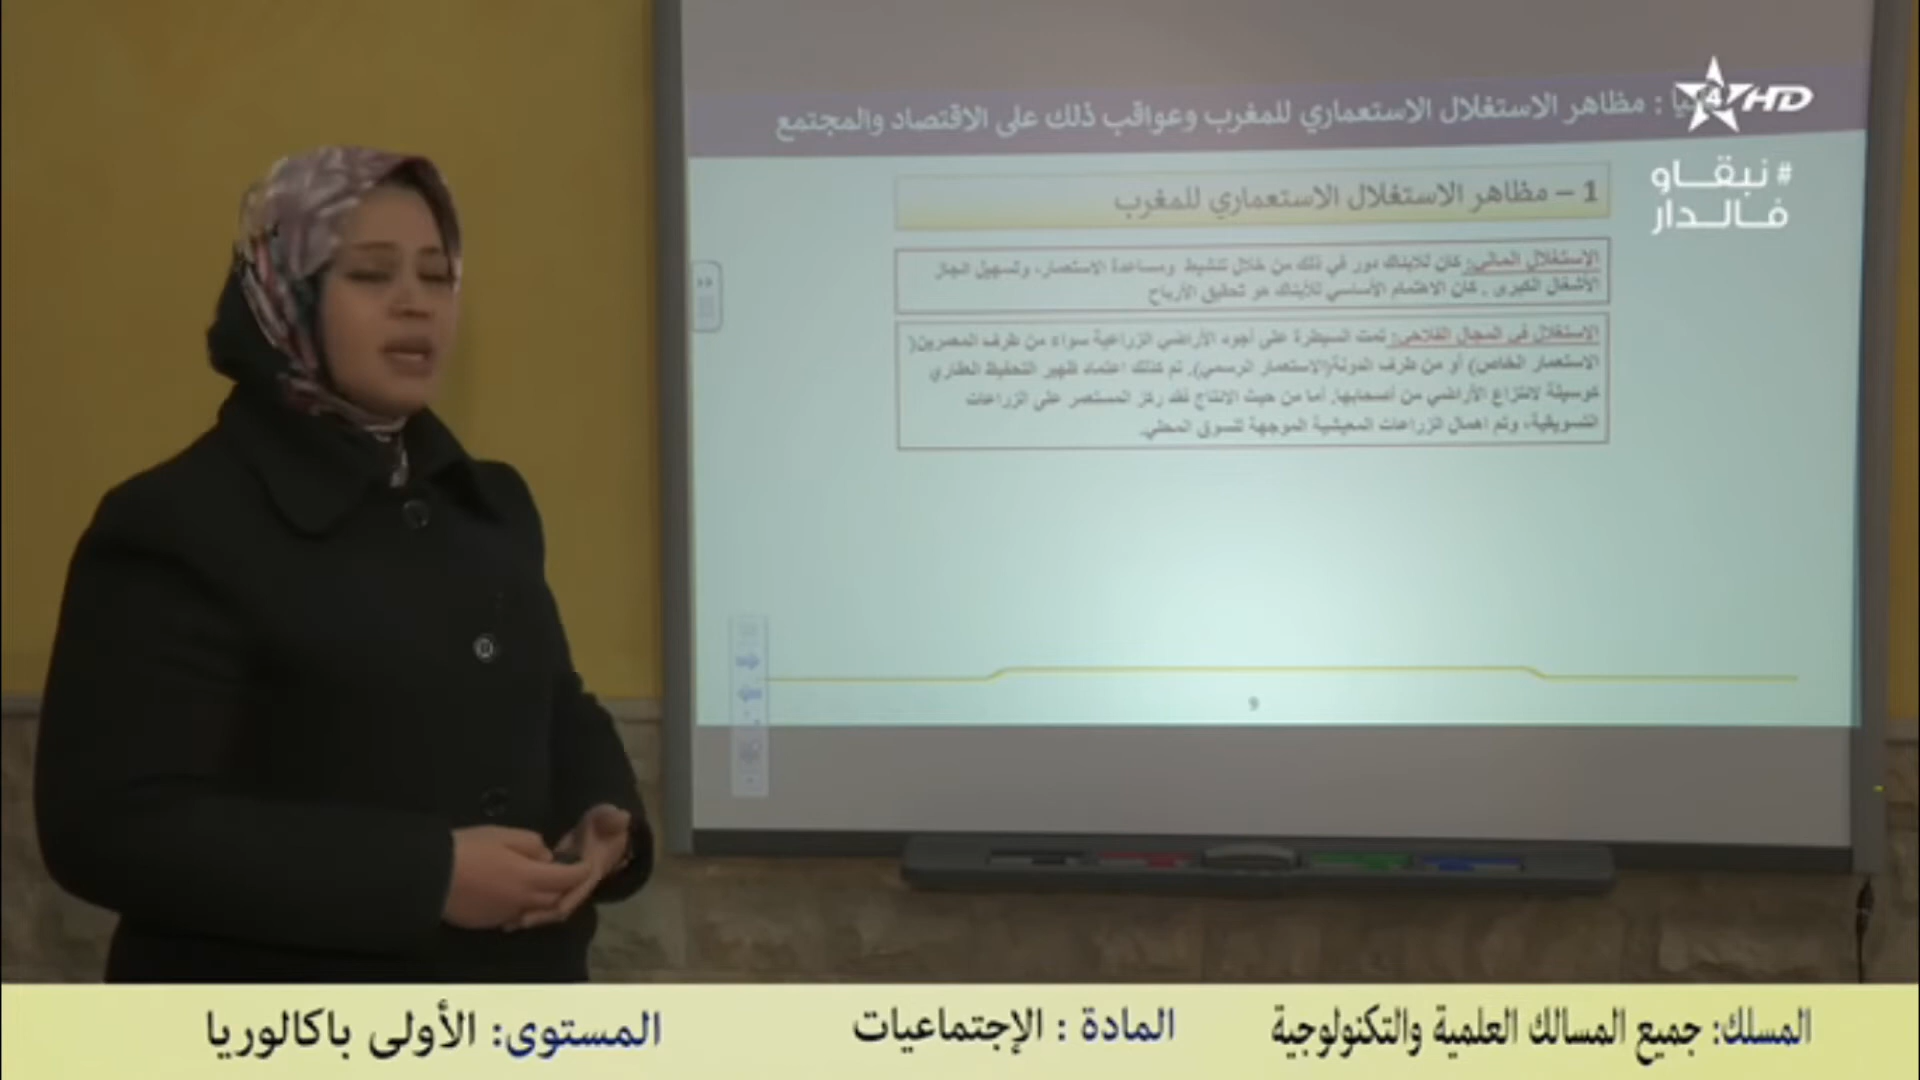 : مظاهر الاستغلال الاستعماري للمغرب وعواقب ذلك على الاقتصاد والمجتمع
4 HD
#نبقاو
فالدار
1 – مظاهر الاستغلال الاستعماري للمغرب
الاستغلال المالي: كان للأبناك دور في ذلك من خلال تنشيط ومساعدة الاستعمار، وتسهيل انجاز
الأشغال الكبرى . كان الاهتمام الأساسي للأبناك هو تحقيق الأرباح
الاستغلال في المجال الفلاحي: تمت السيطرة على أجود الأراضي الزراعية سواء من طرف المعمرين(
الاستعمار الخاص) أو من طرف الدولة(الاستعمار الرسمي). تم كذلك اعتماد ظهير التحفيظ العقاري
كوسيلة لانتزاع الأراضي من أصحابها. أما من حيث الانتاج فقد ركز المستعمر على الزراعات
التسويقية، وتم اهمال الزراعات المعيشية الموجهة للسوق المحلي.
9
المسلك: جميع المسالك العلمية والتكنولوجية المادة : الإجتماعيات المستوى: الأولى باكالوريا